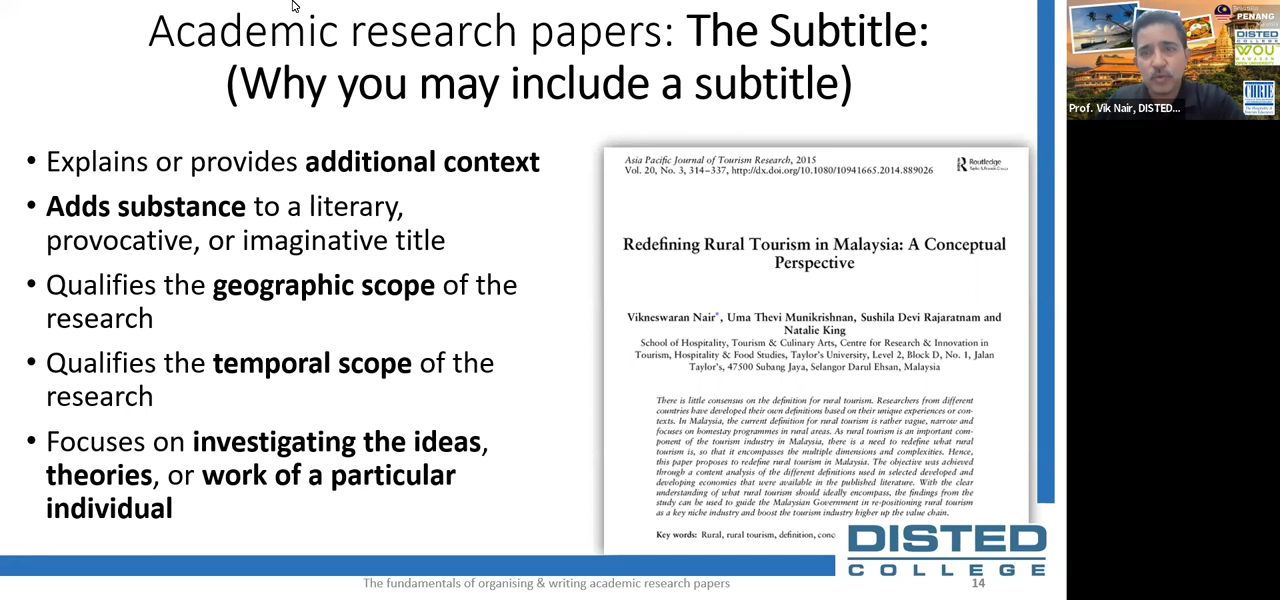 Academic research papers: The Subtitle:
(Why you may include a subtitle)
• Explains or provides additional context
• Adds substance to a literary,
provocative, or imaginative title
• Qualifies the geographic scope of the
research
• Qualifies the temporal scope of the
research
• Focuses on investigating the ideas,
theories, or work of a particular
individual
Asia Pacific Journal of Tourism Research, 2015
Vol. 20, No. 3, 314–337, http://dx.doi.org/10.1080/10941665.2014.889026
Routledge
Taylor & Francis Group
Redefining Rural Tourism in Malaysia: A Conceptual
Perspective
Vikneswaran Nair*, Uma Thevi Munikrishnan, Sushila Devi Rajaratnam and
Natalie King
School of Hospitality, Tourism & Culinary Arts, Centre for Research & Innovation in
Tourism, Hospitality & Food Studies, Taylor's University, Level 2, Block D, No. 1, Jalan
Taylor's, 47500 Subang Jaya, Selangor Darul Ehsan, Malaysia
There is little consensus on the definition for rural tourism. Researchers from different
countries have developed their own definitions based on their unique experiences or con-
texts. In Malaysia, the current definition for rural tourism is rather vague, narrow and
focuses on homestay programmes in rural areas. As rural tourism is an important com-
ponent of the tourism industry in Malaysia, there is a need to redefine what rural
tourism is, so that it encompasses the multiple dimensions and complexities. Hence,
this paper proposes to redefine rural tourism in Malaysia. The objective was achieved
through a content analysis of the different definitions used in selected developed and
developing economies that were available in the published literature. With the clear
understanding of what rural tourism should ideally encompass, the findings from the
study can be used to guide the Malaysian Government in re-positioning rural tourism
as a key niche industry and boost the tourism industry higher up the value chain.
Key words: Rural, rural tourism, definition, conc
DISTED
COLLEGE
The fundamentals of organising & writing academic research papers
14
PENANG
DISTED
COLLEGE
WOU
WAWASAN
OPEN UNIVERSITY
CHRIE
Prof. Vik Nair, DISTED...